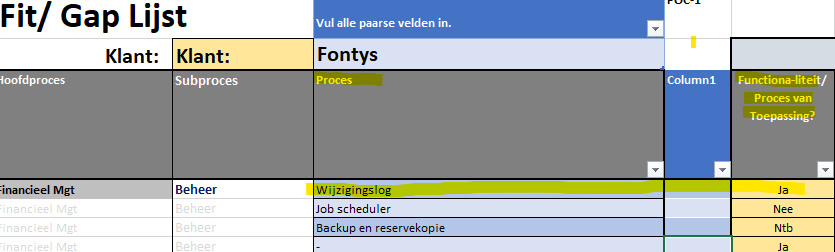 Fit/ Gap Lijst
Vul alle paarse velden in.
POC-1
Klant: Klant: Fontys
Hoofdproces Subproces Proces Column1 Functiona-liteit/
Proces van
Toepassing?
Financieel Mgt Beheer Wijzigingslog Ja
Financieel Mgt Beheer Job scheduler Nee
Financieel Mgt Beheer Backup en reservekopie Ntb
Financieel Mgt Beheer - Ja